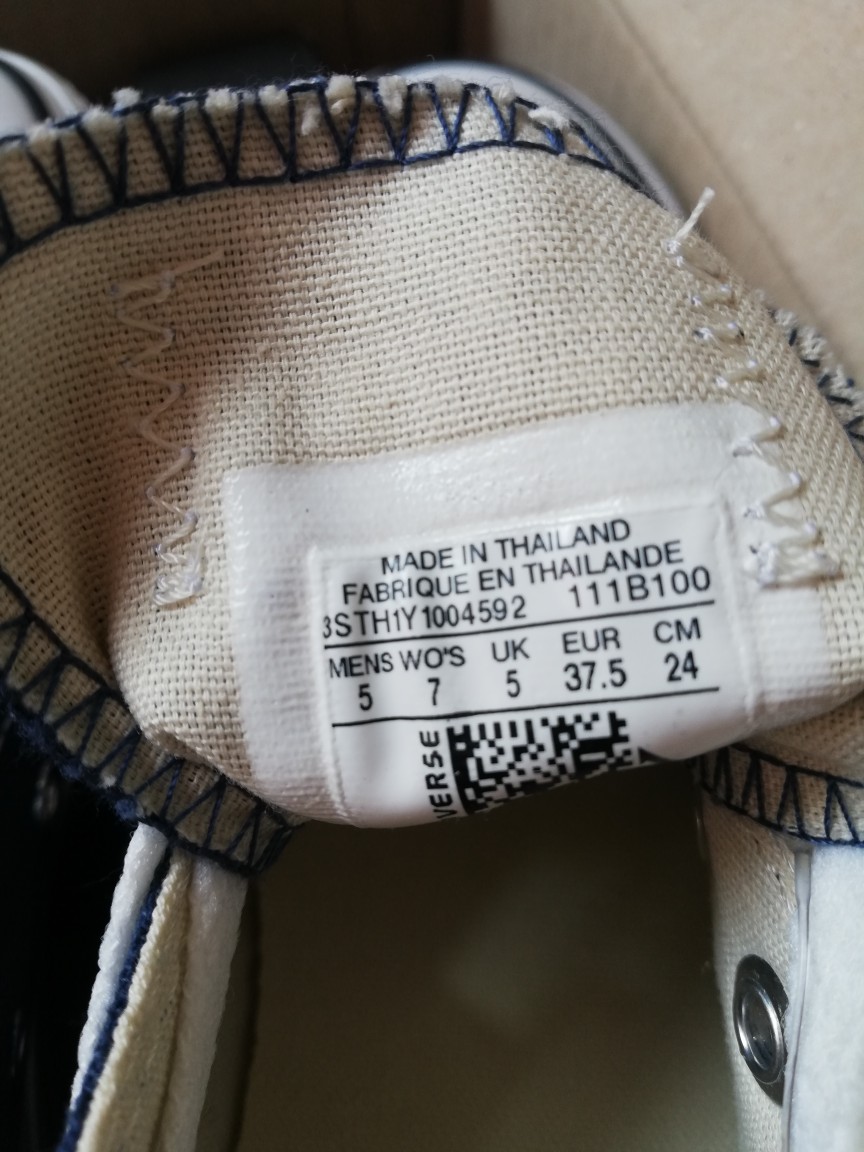 MADE IN THAILAND
FABRIQUE EN THAILANDE
3STH1Y1004592 111B100
MENS WO'S UK EUR CM
5 7 5 37.5 24
VERSE